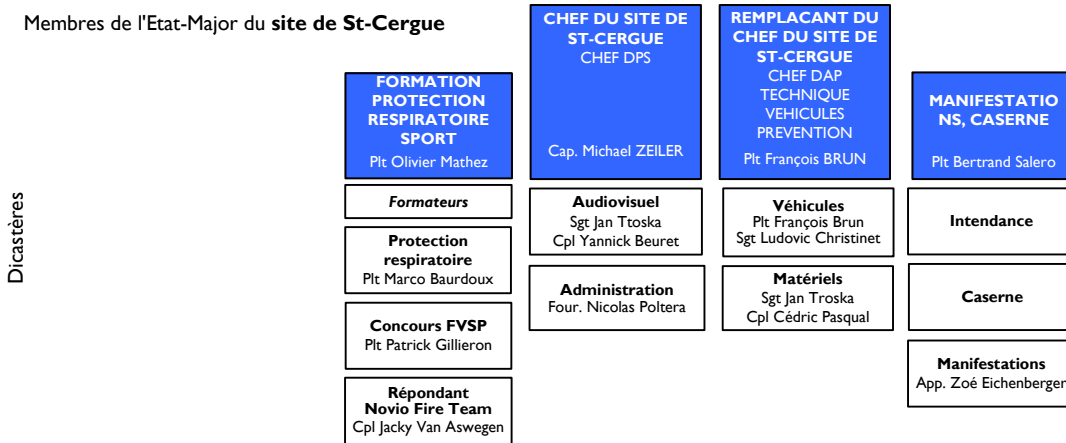 Membres de l'Etat-Major du site de St-Cergue
Dicastères
FORMATION
PROTECTION
RESPIRATOIRE
SPORT
Plt Olivier Mathez
Formateurs
Protection
respiratoire
Plt Marco Baurdoux
Concours FVSP
Plt Patrick Gillieron
Répondant
Novio Fire Team
Cpl Jacky Van Aswegen
CHEF DU SITE DE
ST-CERGUE
CHEF DPS
Cap. Michael ZEILER
Audiovisuel
Sgt Jan Ttoska
Cpl Yannick Beuret
Administration
Four. Nicolas Poltera
REMPLACANT DU
CHEF DU SITE DE
ST-CERGUE
CHEF DAP
TECHNIQUE
VEHICULES
PREVENTION
Plt François BRUN
Véhicules
Plt François Brun
Sgt Ludovic Christinet
Matériels
Sgt Jan Troska
Cpl Cédric Pasqual
MANIFESTATIO
NS, CASERNE
Plt Bertrand Salero
Intendance
Caserne
Manifestations
App. Zoé Eichenberger